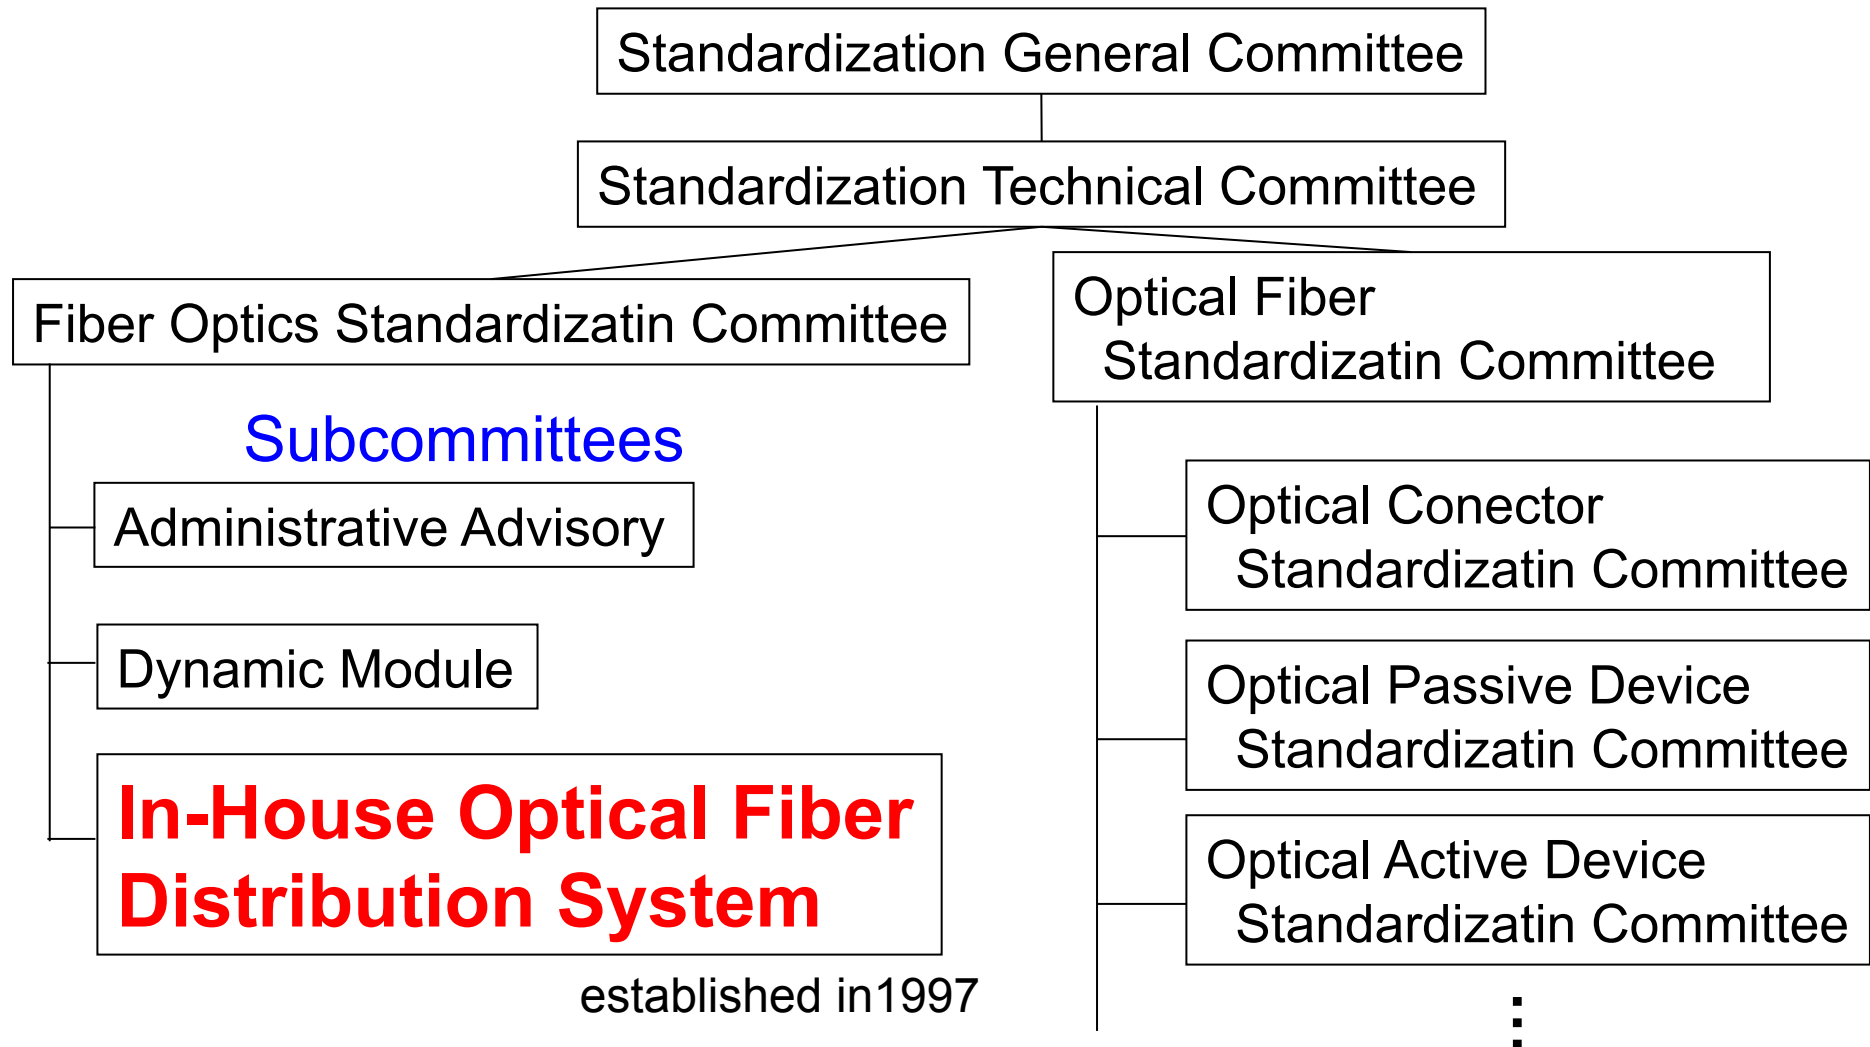 Standardization General Committee
Standardization Technical Committee
Fiber Optics Standardizatin Committee
Optical Fiber
Standardizatin Committee
Subcommittees
Administrative Advisory
Dynamic Module
In-House Optical Fiber
Distribution System
established in1997
Optical Conector
Standardizatin Committee
Optical Passive Device
Standardizatin Committee
Optical Active Device
Standardizatin Committee